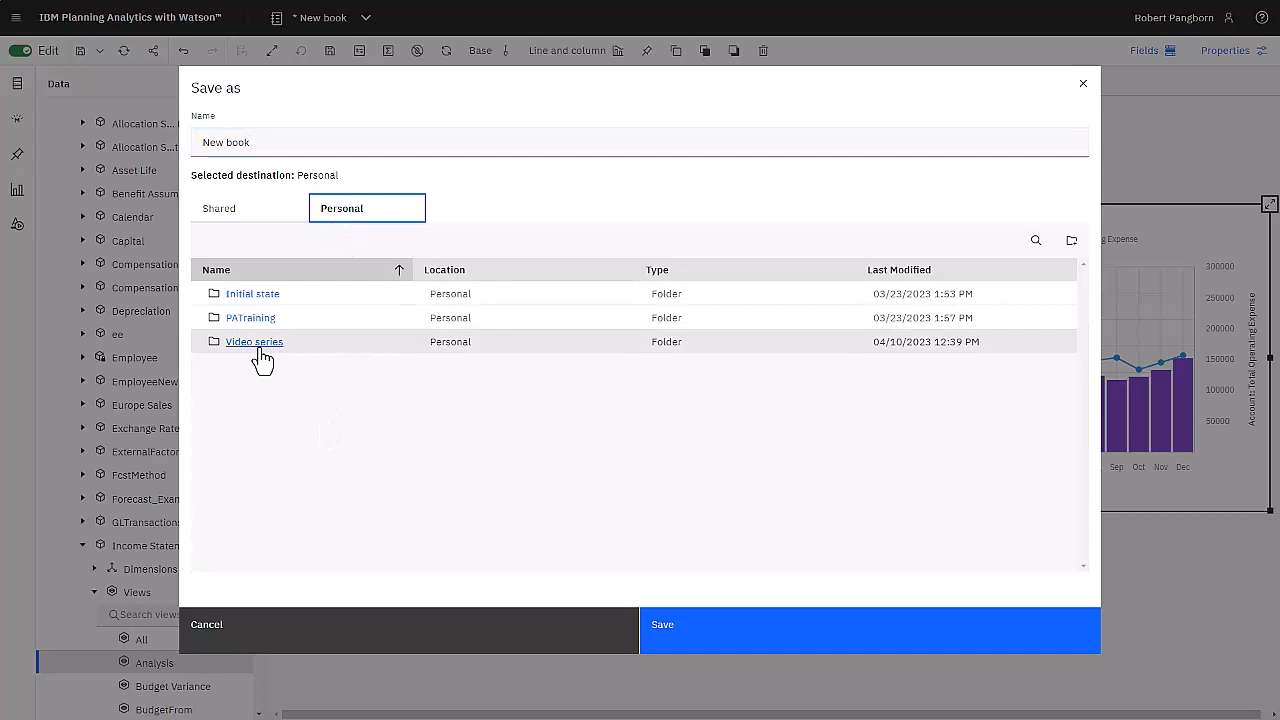 IBM Planning Analytics with Watson™
* New book
Robert Pangborn
Edit
Base
Line and column
Fields
Properties
Data
Allocation S...
Allocation S...t
Asset Life
Benefit Assum
Calendar
Capital
Compensation
Compensation
Depreciation
ee
Employee
EmployeeNew
Europe Sales
Exchange Rate
ExternalFactor
FcstMethod
Forecast_Exam
GLTransactions
Income Statem
Dimensions
Views
Search views
All
Analysis
Budget Variance
BudgetFrom
Save as
Name
New book
Selected destination: Personal
Shared
Personal
Name Location Type Last Modified
Initial state Personal Folder 03/23/2023 1:53 PM
PATraining Personal Folder 03/23/2023 1:57 PM
Video series Personal Folder 04/10/2023 12:39 PM
Cancel
Save
g Expense
300000
250000
200000
150000
100000
50000
Account: Total Operating Expense
Sep Oct Nov Dec